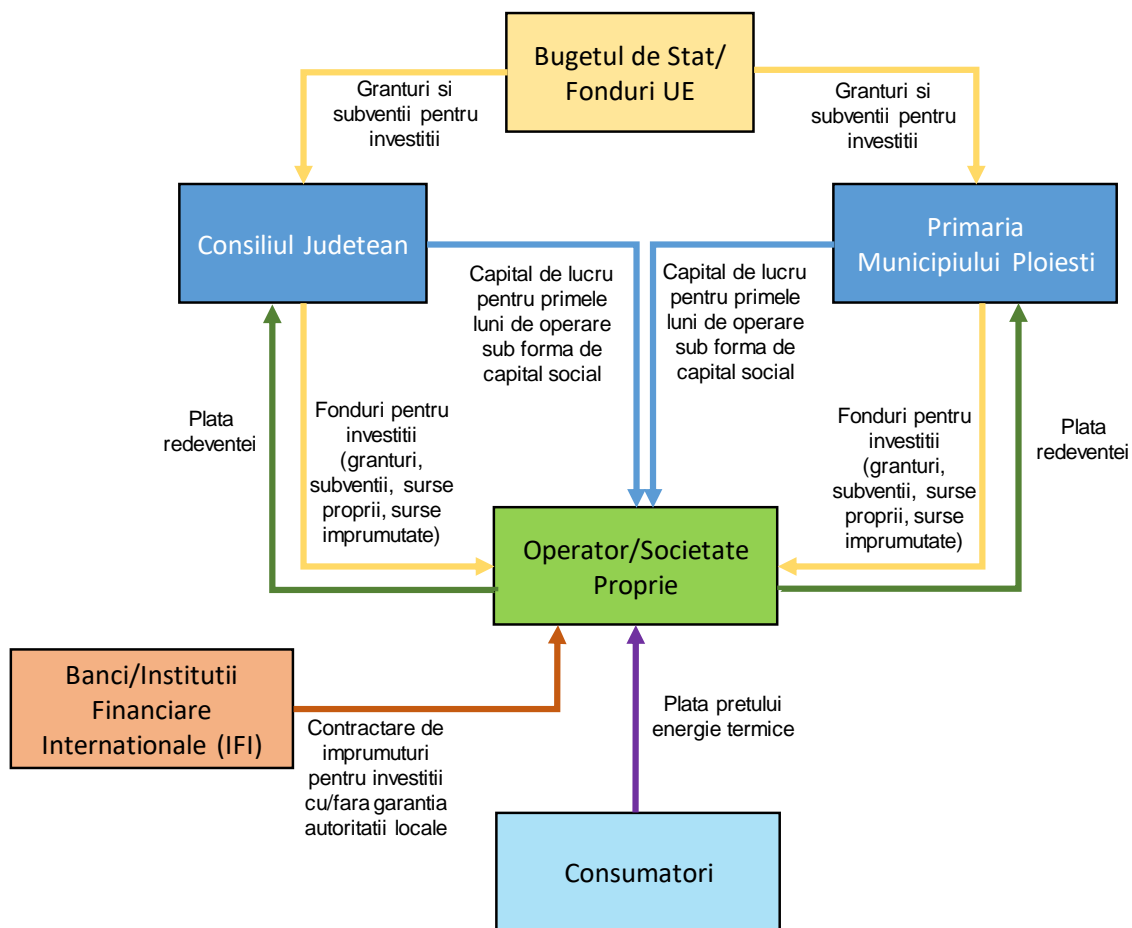 Bugetul de Stat/
Fonduri UE
Granturi si
subventii pentru
investitii
Granturi si
subventii pentru
investitii
Consiliul Judetean
Primaria
Municipiului Ploiesti
Capital de lucru
pentru primele
luni de operare
sub forma de
capital social
Capital de lucru
pentru primele
luni de operare
sub forma de
capital social
Plata
redeventei
Fonduri pentru
investitii
(granturi,
subventii, surse
proprii, surse
imprumutate)
Fonduri pentru
investitii
(granturi,
subventii, surse
proprii, surse
imprumutate)
Plata
redeventei
Operator/Societate
Proprie
Banci/Institutii
Financiare
Internationale (IFI)
Contractare de
imprumuturi
pentru investitii
cu/fara garantia
autoritatii locale
Plata pretului
energie termice
Consumatori